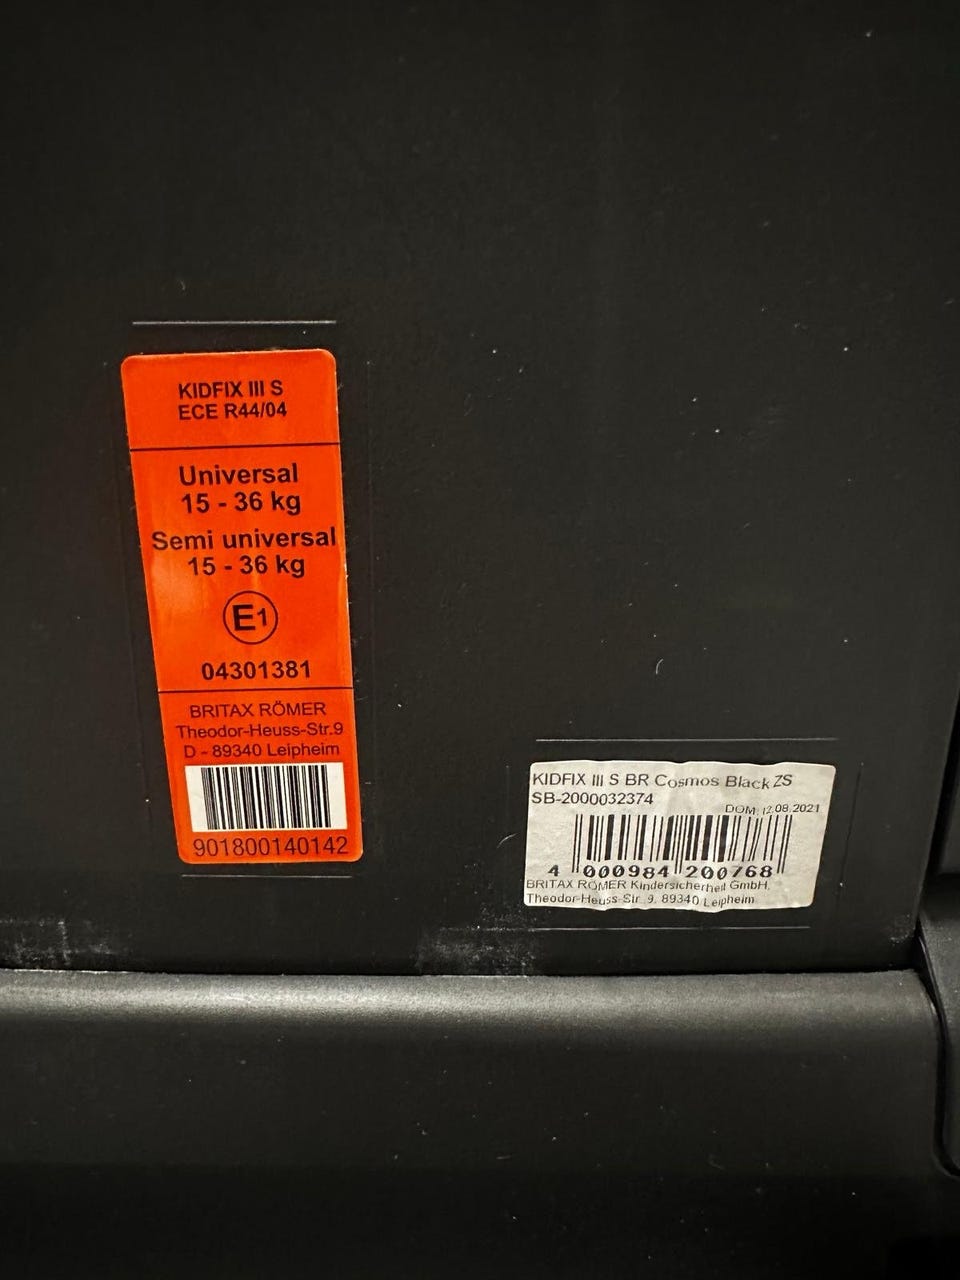 KIDFIX III S
ECE R44/04
Universal
15 - 36 kg
Semi universal
15 - 36 kg
E1
04301381
BRITAX RÖMER
Theodor-Heuss-Str.9
D - 89340 Leipheim
901800140142
KIDFIX III S BR Cosmos Black ZS
SB-2000032374
DOM: 12.08.2021
4 000984 200768
BRITAX RÖMER Kindersicherheit GmbH,
Theodor-Heuss-Str. 9, 89340 Leipheim